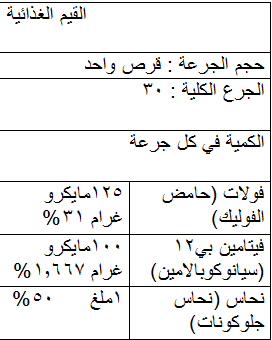 القيم الغذائية
حجم الجرعة : قرص واحد
الجرع الكلية : ٣٠
الكمية في كل جرعة
فولات (حامض ١٢٥مايكرو
الفوليك) غرام ٣١%
فيتامين بي١٢ ١٠٠مايكرو
(سيانوكوبالامين) غرام ١,٦٦٧%
نحاس (نحاس ١ملغ ٥٠%
جلوكونات)